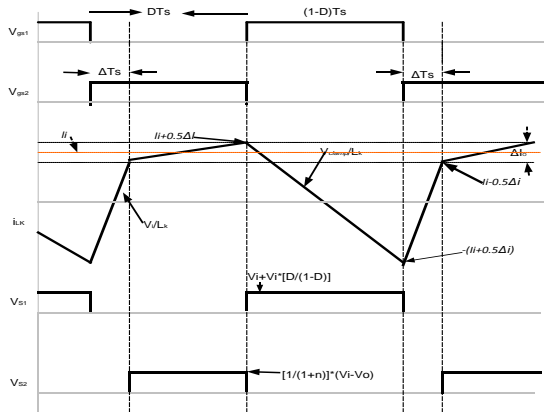 DTs
(1-D)Ts
Vgs1
ΔTs
ΔTs
Vgs2
Ii
Ii+0.5ΔI
Vclamp/Lk
ΔIo
Ii-0.5Δi
iLK
Vi/Lk
-(Ii+0.5Δi)
Vi+Vi*[D/(1-D)]
VS1
[1/(1+n)]*(Vi-Vo)
VS2